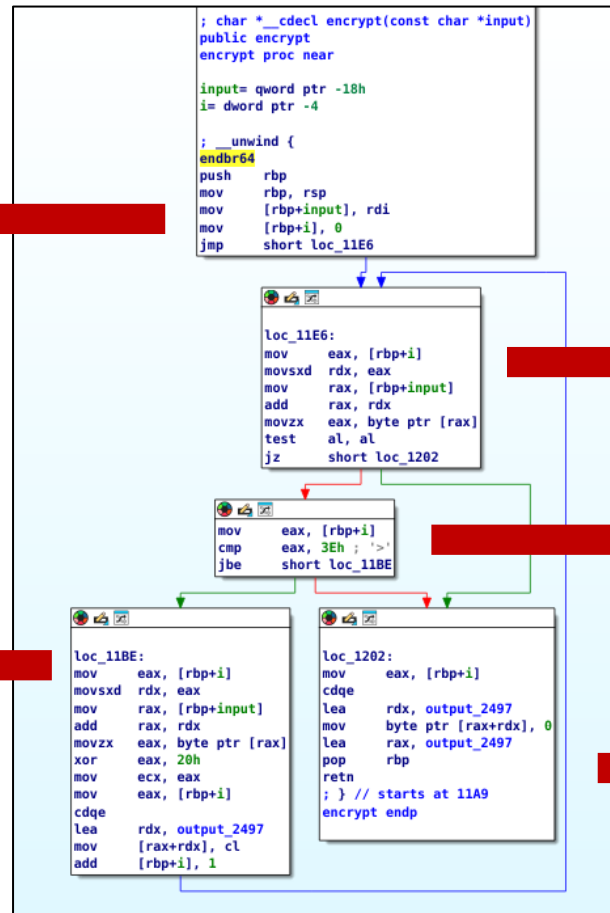 ; char *__cdecl encrypt(const char *input)
public encrypt
encrypt proc near
input= qword ptr -18h
i= dword ptr -4
; __unwind {
endbr64
push rbp
mov rbp, rsp
mov [rbp+input], rdi
mov [rbp+i], 0
jmp short loc_11E6
loc_11E6:
mov eax, [rbp+i]
movsxd rdx, eax
mov rax, [rbp+input]
add rax, rdx
movzx eax, byte ptr [rax]
test al, al
jz short loc_1202
mov eax, [rbp+i]
cmp eax, 3Eh ; '>'
jbe short loc_11BE
loc_11BE:
mov eax, [rbp+i]
movsxd rdx, eax
mov rax, [rbp+input]
add rax, rdx
movzx eax, byte ptr [rax]
xor eax, 20h
mov ecx, eax
mov eax, [rbp+i]
cdqe
lea rdx, output_2497
mov [rax+rdx], cl
add [rbp+i], 1
loc_1202:
mov eax, [rbp+i]
cdqe
lea rdx, output_2497
mov byte ptr [rax+rdx], 0
lea rax, output_2497
pop rbp
retn
; } // starts at 11A9
encrypt endp